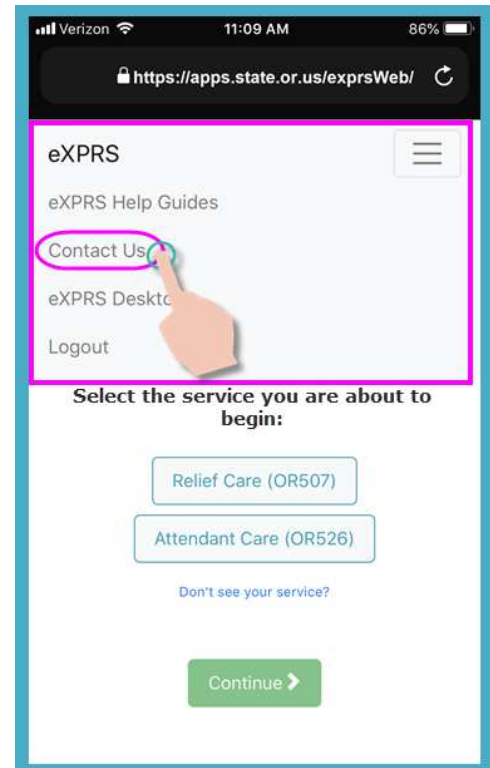 Verizon 11:09 AM 86%
https://apps.state.or.us/exprsWeb/
eXPRS
eXPRS Help Guides
Contact Us
eXPRS
Logout
Select the service you are about to
begin:
Relief Care (OR507)
Attendant Care (OR526)
Don't see your service?
Continue